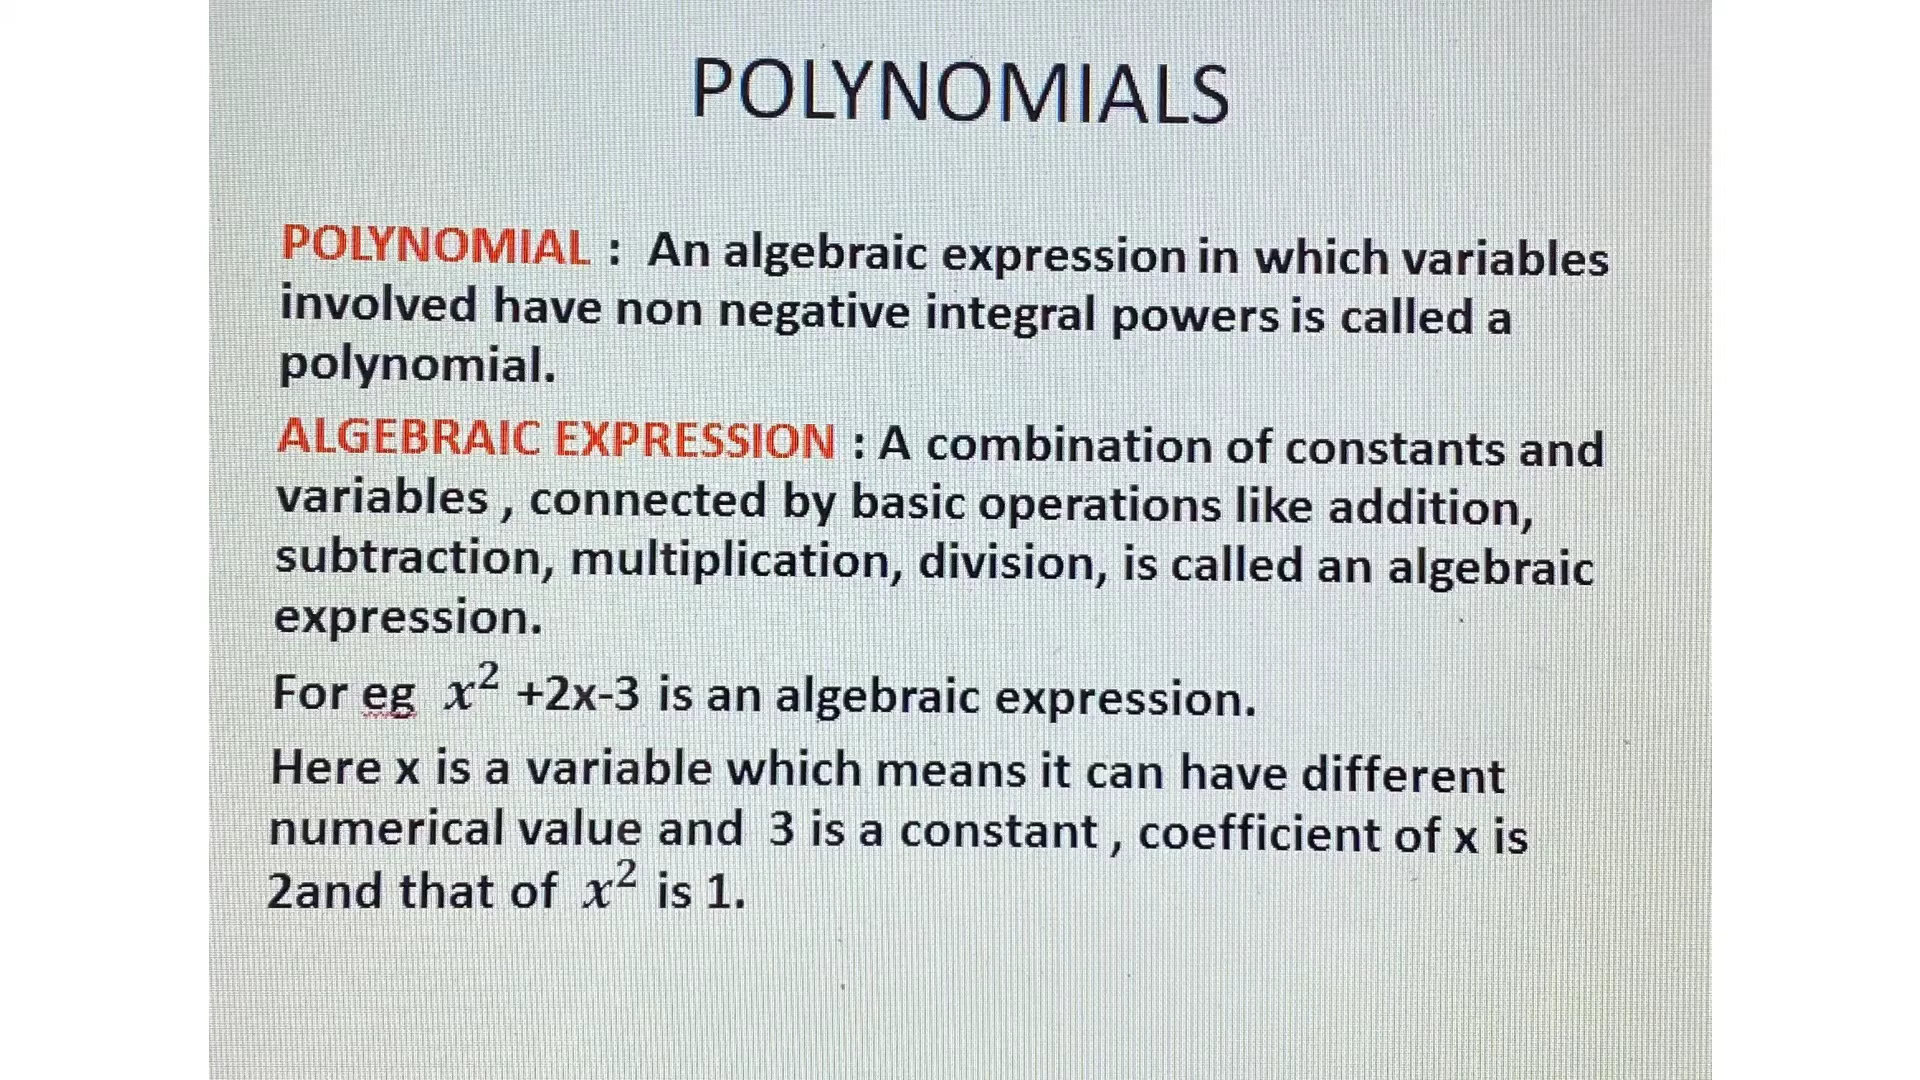 POLYNOMIALS
POLYNOMIAL : An algebraic expression in which variables
involved have non negative integral powers is called a
polynomial.
ALGEBRAIC EXPRESSION : A combination of constants and
variables , connected by basic operations like addition,
subtraction, multiplication, division, is called an algebraic
expression.
For eg x² +2x-3 is an algebraic expression.
Here x is a variable which means it can have different
numerical value and 3 is a constant , coefficient of x is
2and that of x² is 1.